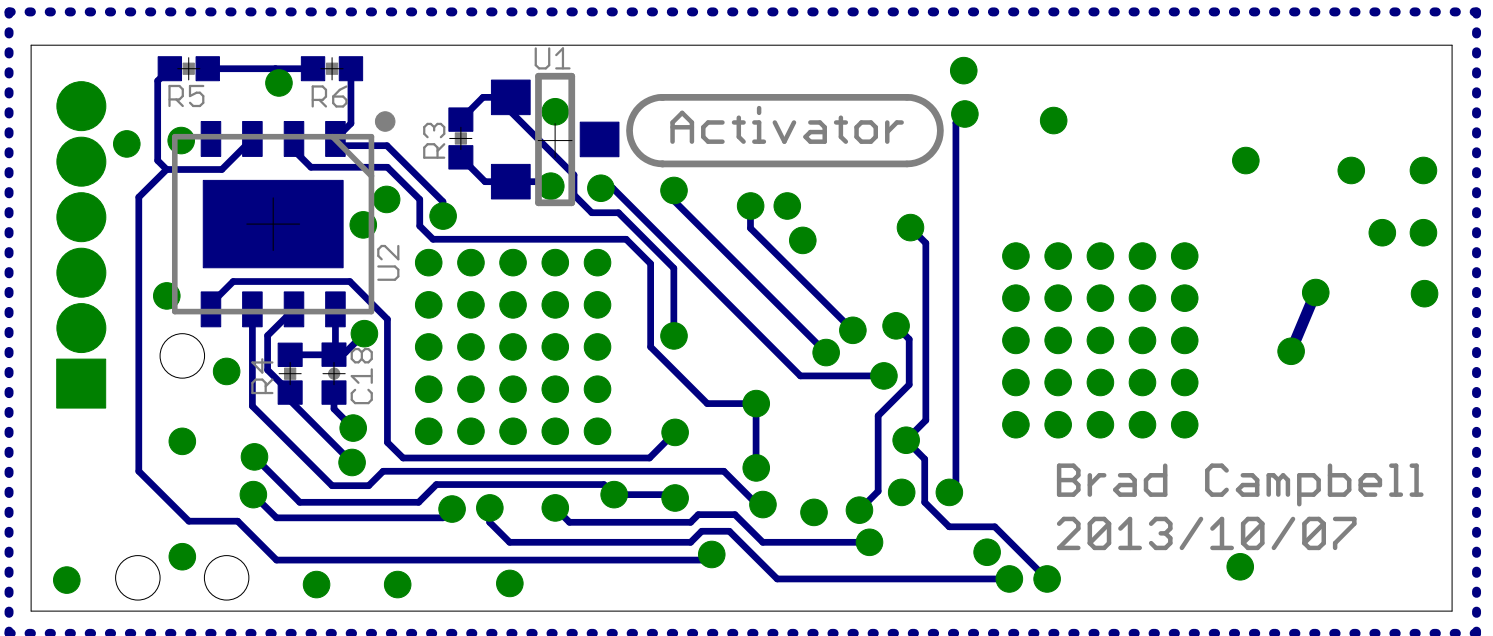 U1
R5
R6
R3
Activator
U2
R4
C18
Brad Campbell
2013/10/07